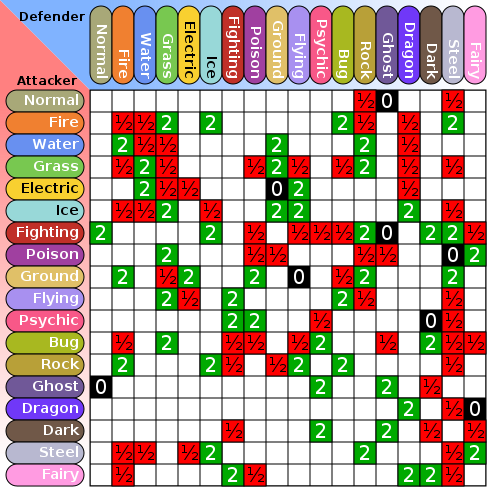 Defender
Normal Fire Water Grass Electric Ice Fighting Poison Ground Flying Psychic Bug Rock Ghost Dragon Dark Steel Fairy
Attacker
Normal ½ 0 ½
Fire ½ ½ 2 2 2 ½ ½ 2
Water 2 ½ ½ 2 2 ½
Grass ½ 2 ½ ½ 2 ½ ½ 2 ½ ½
Electric 2 ½ ½ 0 2 ½
Ice ½ ½ 2 ½ 2 2 2 ½
Fighting 2 2 ½ ½ ½ ½ 2 0 2 2 ½
Poison 2 ½ ½ ½ ½ 0 2
Ground 2 ½ 2 2 0 ½ 2 2
Flying 2 ½ 2 2 ½ ½
Psychic 2 2 ½ 0 ½
Bug ½ 2 ½ ½ ½ 2 ½ 2 ½ ½
Rock 2 2 ½ ½ 2 2 ½
Ghost 0 2 2 ½
Dragon 2 ½ 0
Dark ½ 2 2 ½ ½
Steel ½ ½ ½ 2 2 ½ 2
Fairy ½ 2 ½ 2 2 ½